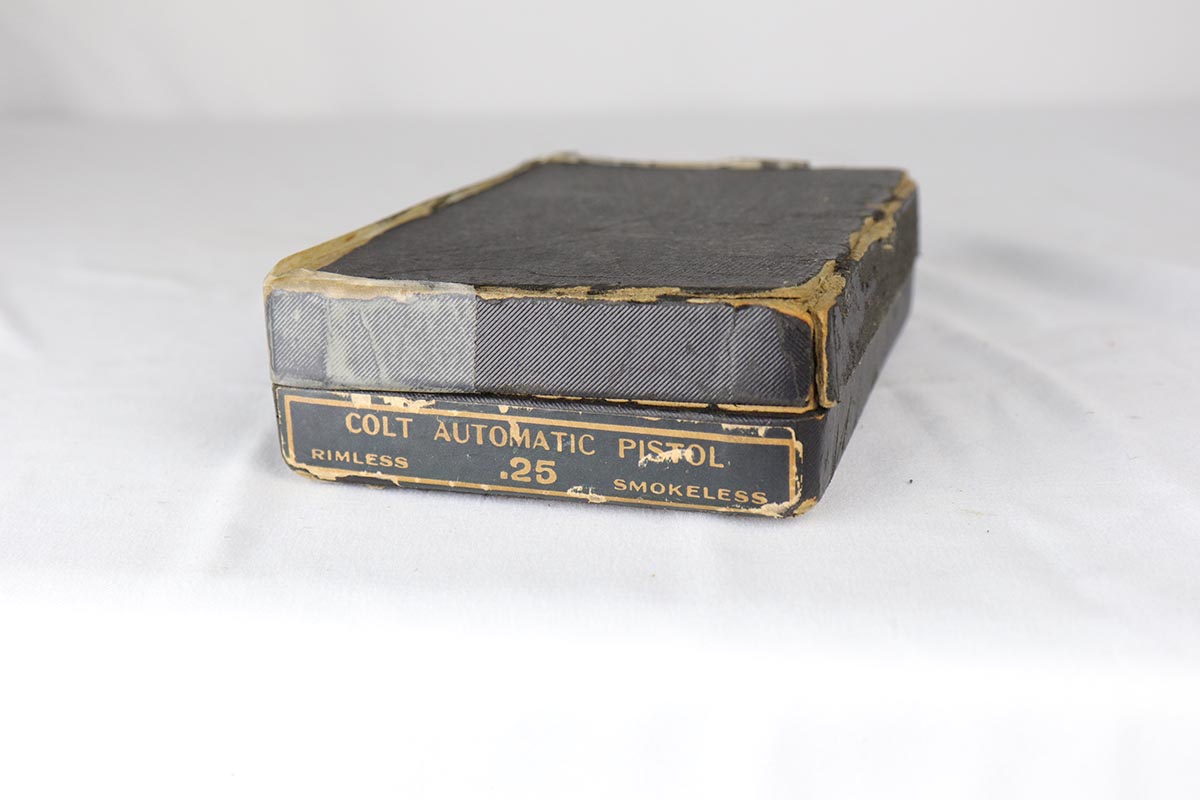 COLT AUTOMATIC PISTOL
RIMLESS .25 SMOKELESS